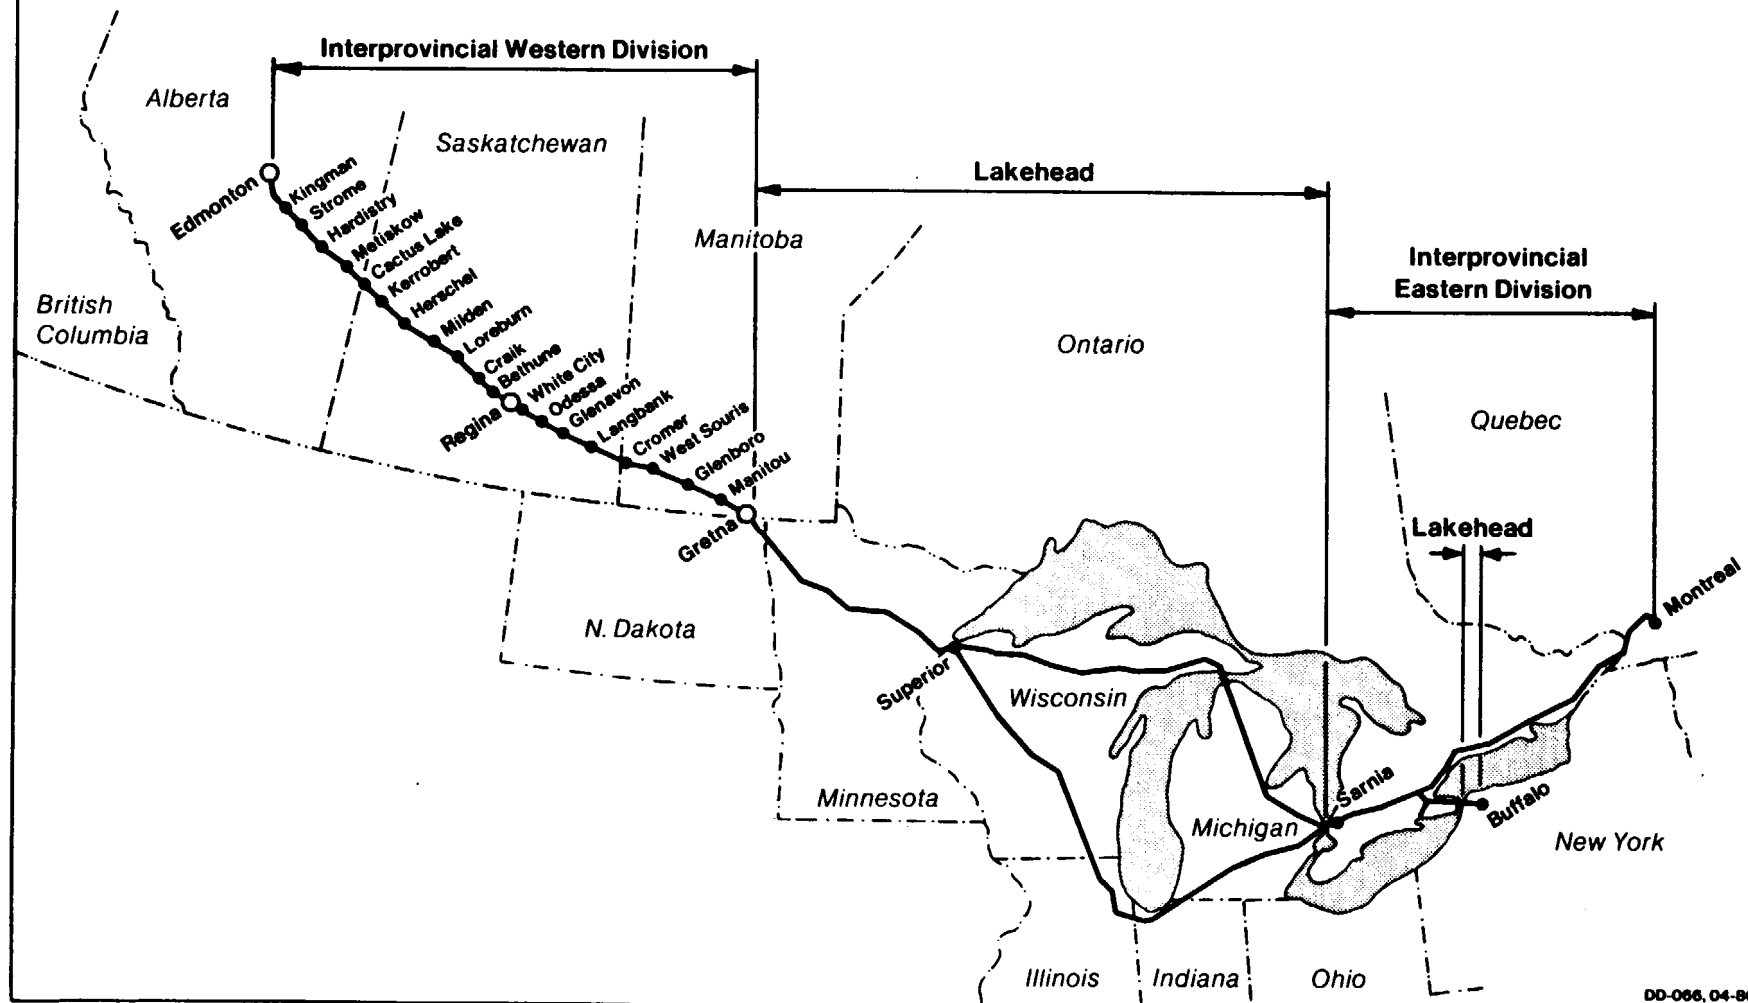 Interprovincial Western Division
Alberta
Saskatchewan
Lakehead
Manitoba
Interprovincial
Eastern Division
British
Columbia
Ontario
Quebec
Lakehead
Edmonton
Kingman
Strome
Hardistry
Metiskow
Cactus Lake
Kerrobert
Herschel
Milden
Loreburn
Craik
Bethune
Regina
White City
Odessa
Glenavon
Langbank
Cromer
West Souris
Glenboro
Manitou
Gretna
N. Dakota
Superior
Wisconsin
Minnesota
Michigan
Sarnia
Buffalo
Montreal
New York
Illinois
Indiana
Ohio